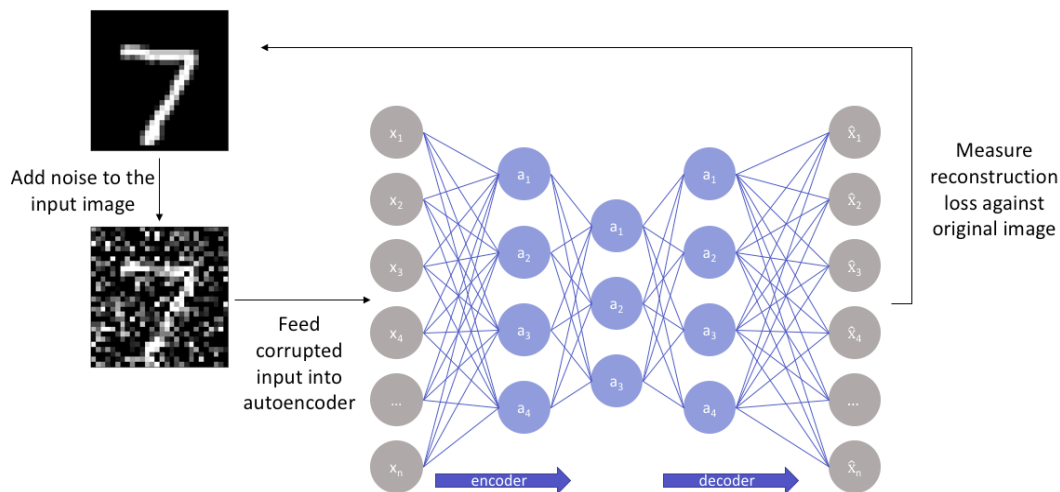 Add noise to the
input image
Feed
corrupted
input into
autoencoder
x₁
x₂
x₃
x₄
...
xₙ
a₁
a₂
a₃
a₄
a₁
a₂
a₃
a₁
a₂
a₃
a₄
x̂₁
x̂₂
x̂₃
x̂₄
...
x̂ₙ
encoder
decoder
Measure
reconstruction
loss against
original image